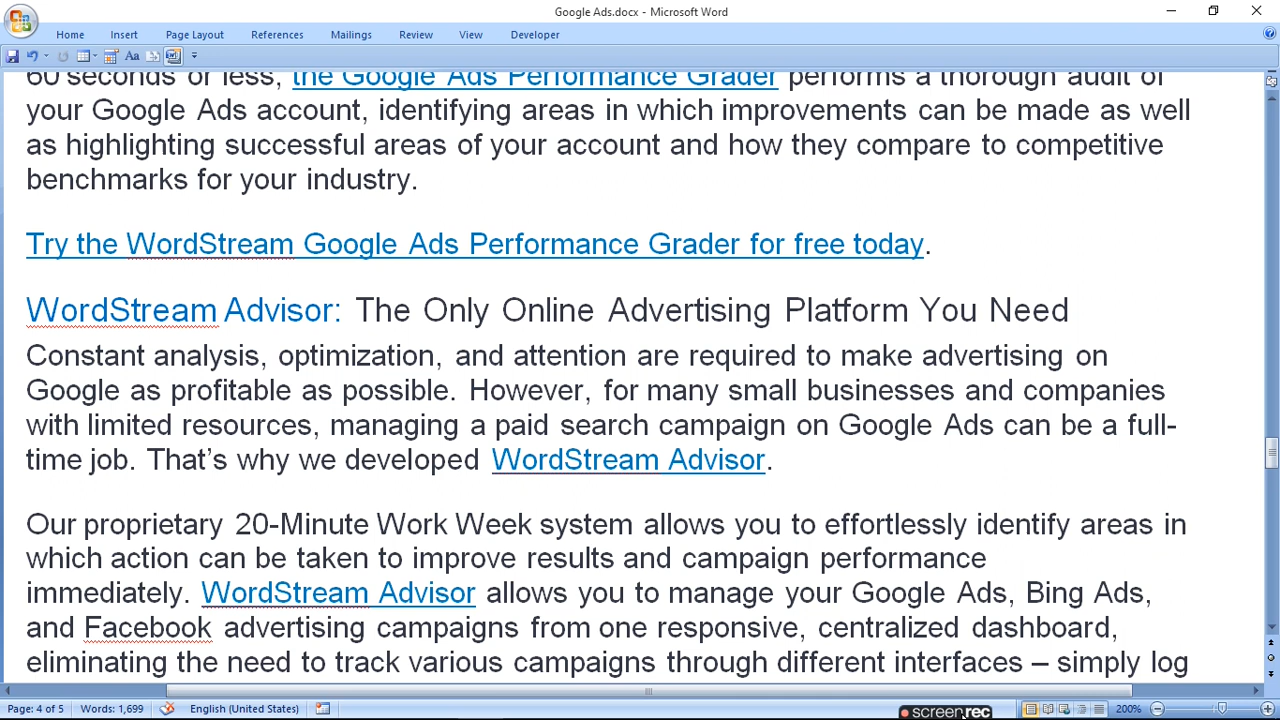 Google Ads.docx - Microsoft Word
Home Insert Page Layout References Mailings Review View Developer
60 seconds or less, the Google Ads Performance Grader performs a thorough audit of
your Google Ads account, identifying areas in which improvements can be made as well
as highlighting successful areas of your account and how they compare to competitive
benchmarks for your industry.
Try the WordStream Google Ads Performance Grader for free today.
WordStream Advisor: The Only Online Advertising Platform You Need
Constant analysis, optimization, and attention are required to make advertising on
Google as profitable as possible. However, for many small businesses and companies
with limited resources, managing a paid search campaign on Google Ads can be a full-
time job. That’s why we developed WordStream Advisor.
Our proprietary 20-Minute Work Week system allows you to effortlessly identify areas in
which action can be taken to improve results and campaign performance
immediately. WordStream Advisor allows you to manage your Google Ads, Bing Ads,
and Facebook advertising campaigns from one responsive, centralized dashboard,
eliminating the need to track various campaigns through different interfaces – simply log
Page: 4 of 5 Words: 1,699 English (United States) screenrec 200%